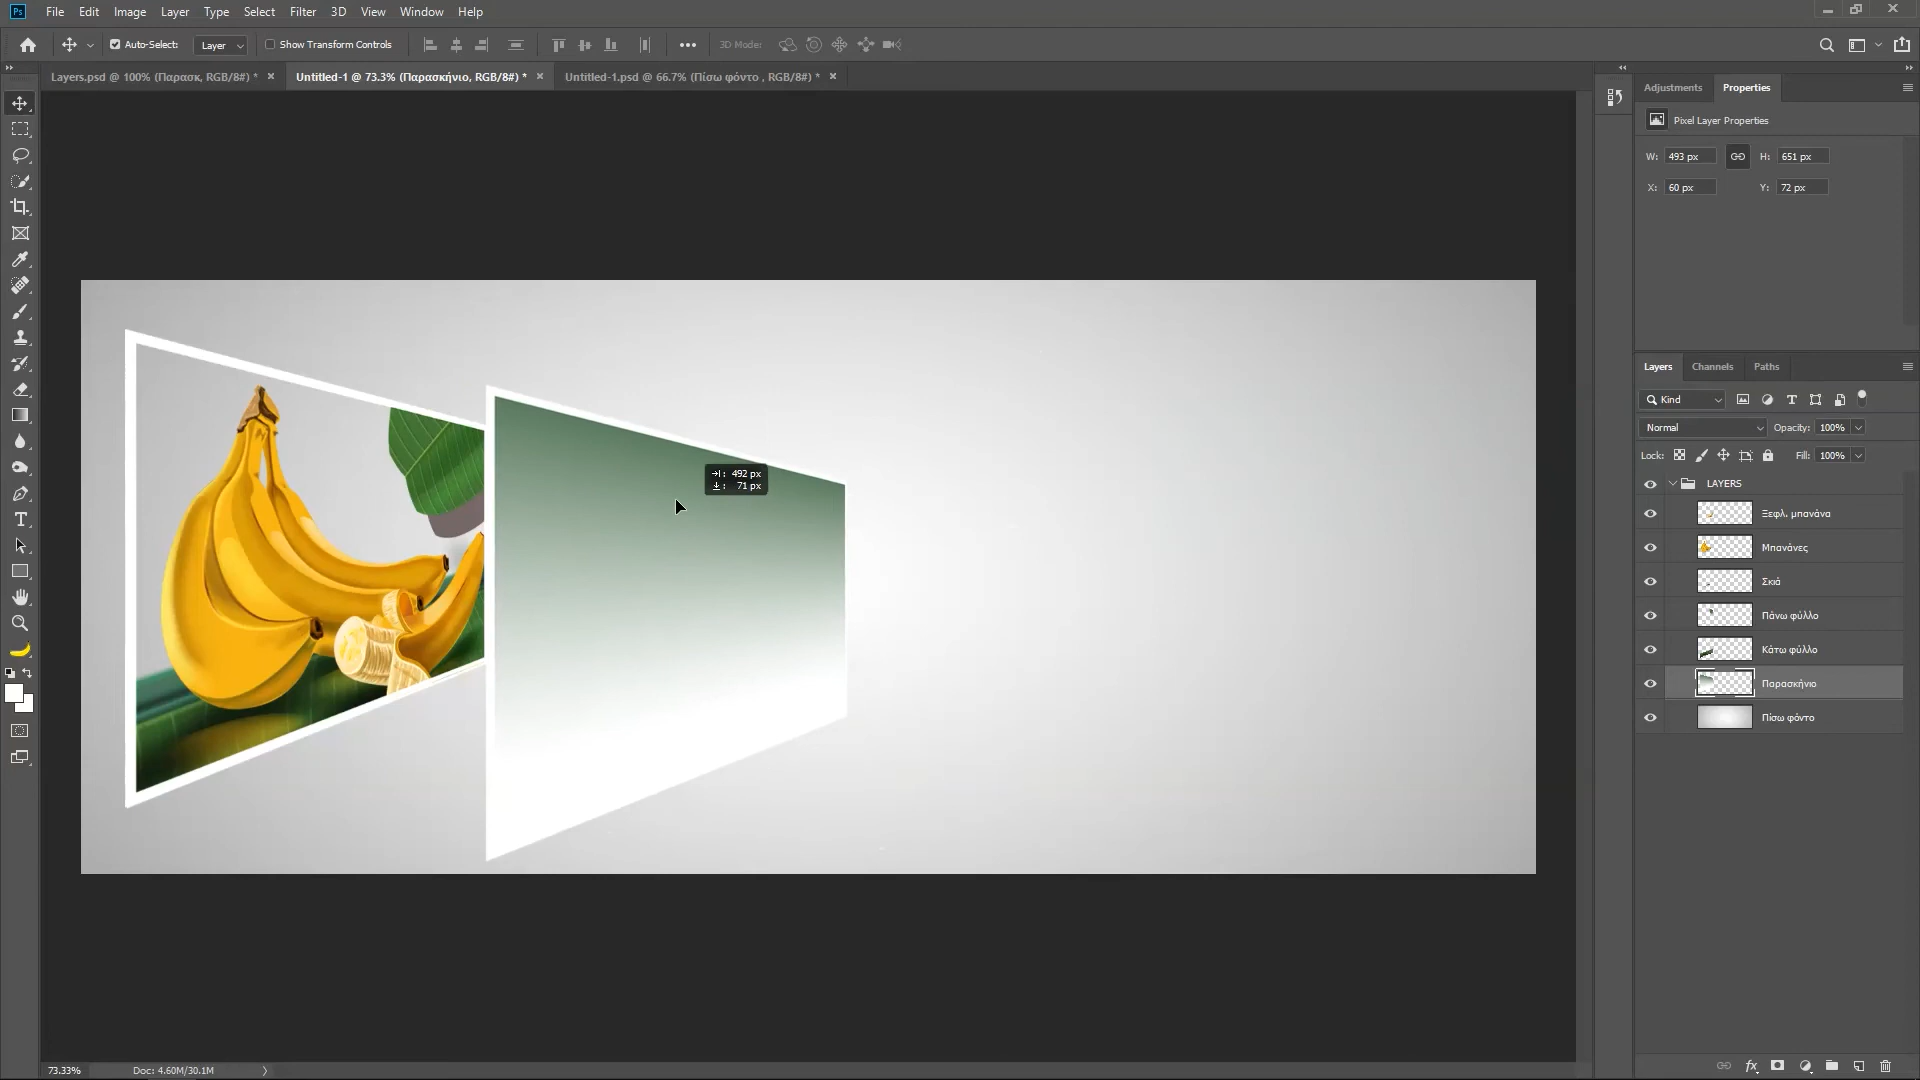 Ps File Edit Image Layer Type Select Filter 3D View Window Help
Auto-Select: Layer Show Transform Controls 3D Mode:
Layers.psd @ 100% (Παρασκ, RGB/8#) * Untitled-1 @ 73.3% (Παρασκήνιο, RGB/8#) * Untitled-1.psd @ 66.7% (Πίσω φόντο , RGB/8#) *
Adjustments Properties
Pixel Layer Properties
W: 493 px H: 651 px
X: 60 px Y: 72 px
Layers Channels Paths
Kind
Normal Opacity: 100%
Lock: Fill: 100%
LAYERS
Ξεφλ. μπανάνα
Μπανάνες
Σκιά
Πάνω φύλλο
Κάτω φύλλο
Παρασκήνιο
Πίσω φόντο
: 492 px
: 71 px
73.33% Doc: 4.60M/30.1M